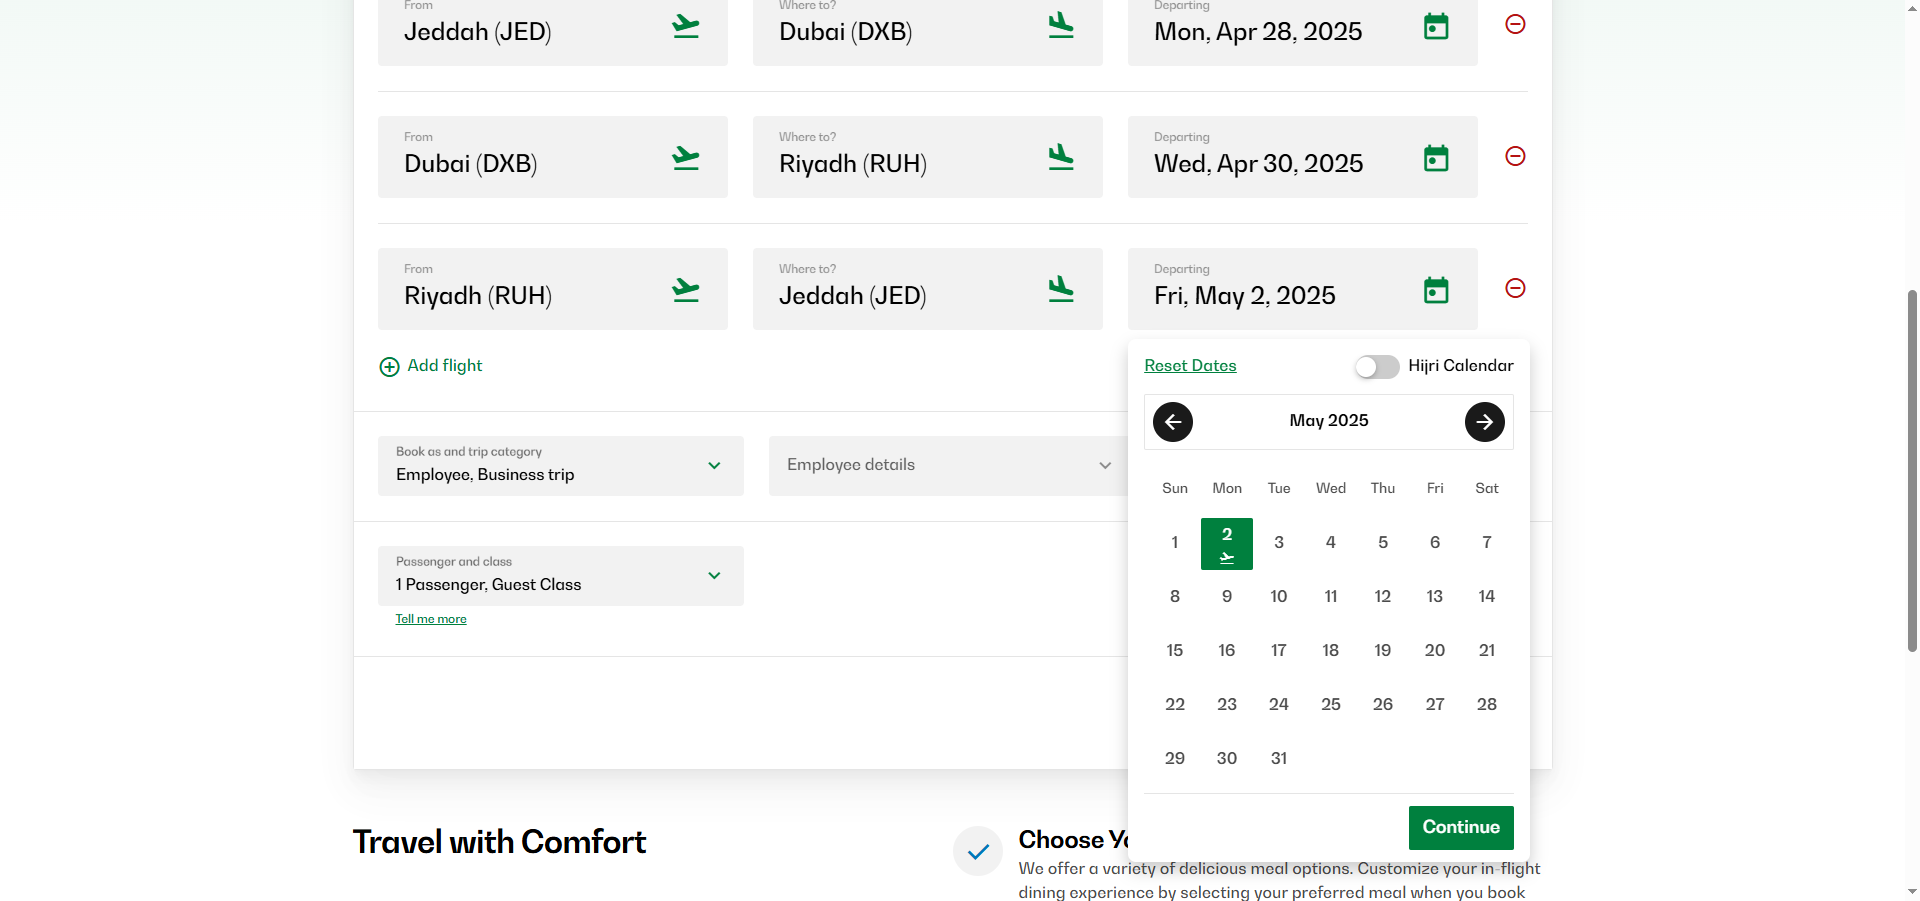 From
Jeddah (JED)
Where to?
Dubai (DXB)
Departing
Mon, Apr 28, 2025
From
Dubai (DXB)
Where to?
Riyadh (RUH)
Departing
Wed, Apr 30, 2025
From
Riyadh (RUH)
Where to?
Jeddah (JED)
Departing
Fri, May 2, 2025
Add flight
Book as and trip category
Employee, Business trip
Employee details
Passenger and class
1 Passenger, Guest Class
Tell me more
Reset Dates
Hijri Calendar
May 2025
Sun Mon Tue Wed Thu Fri Sat
1 2 3 4 5 6 7
8 9 10 11 12 13 14
15 16 17 18 19 20 21
22 23 24 25 26 27 28
29 30 31
Continue
Travel with Comfort
Choose Yo
We offer a variety of delicious meal options. Customize your in-flight
dining experience by selecting your preferred meal when you book